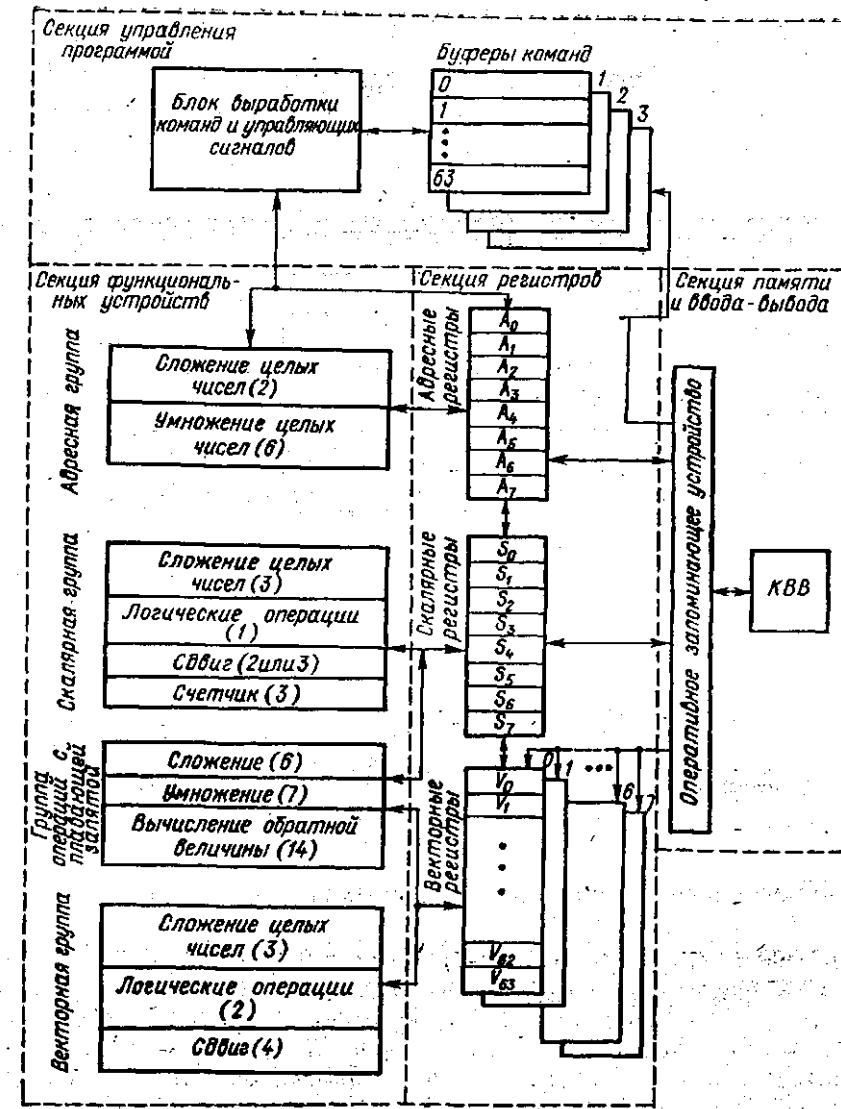 Секция управления
программой
Буферы команд
Блок выработки
команд и управляющих
сигналов
0
1
63
1
2
3
Секция функциональ-
ных устройств
Секция регистров
Секция памяти
и ввода-вывода
Адресная группа
Сложение целых
чисел (2)
Умножение целых
чисел (6)
Адресные
регистры
A0
A1
A2
A3
A4
A5
A6
A7
Скалярная группа
Сложение целых
чисел (3)
Логические операции
(1)
Сдвиг (2 или 3)
Счетчик (3)
Скалярные
регистры
S0
S1
S2
S3
S4
S5
S6
S7
Оперативное запоминающее устройство
КВВ
Группа
операций с
плавающей
запятой
Сложение (6)
Умножение (7)
Вычисление обратной
величины (14)
Векторные
регистры
0
1
...
6
7
V0
V1
V62
V63
Векторная группа
Сложение целых
чисел (3)
Логические операции
(2)
Сдвиг (4)